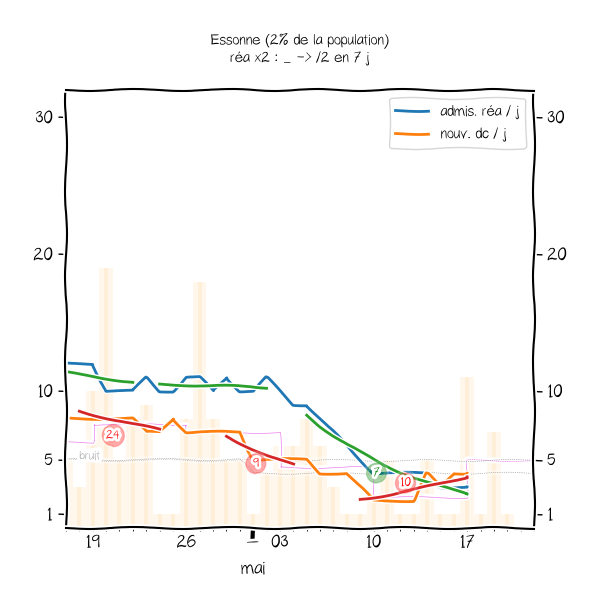 Essonne (2% de la population)
réa x2 : _ -> /2 en 7 j
admis. réa / j
nouv. dc / j
30 30
20 20
10 10
5 5
1 1
bruit
24
9
7
10
19 26 _ 03 10 17
mai